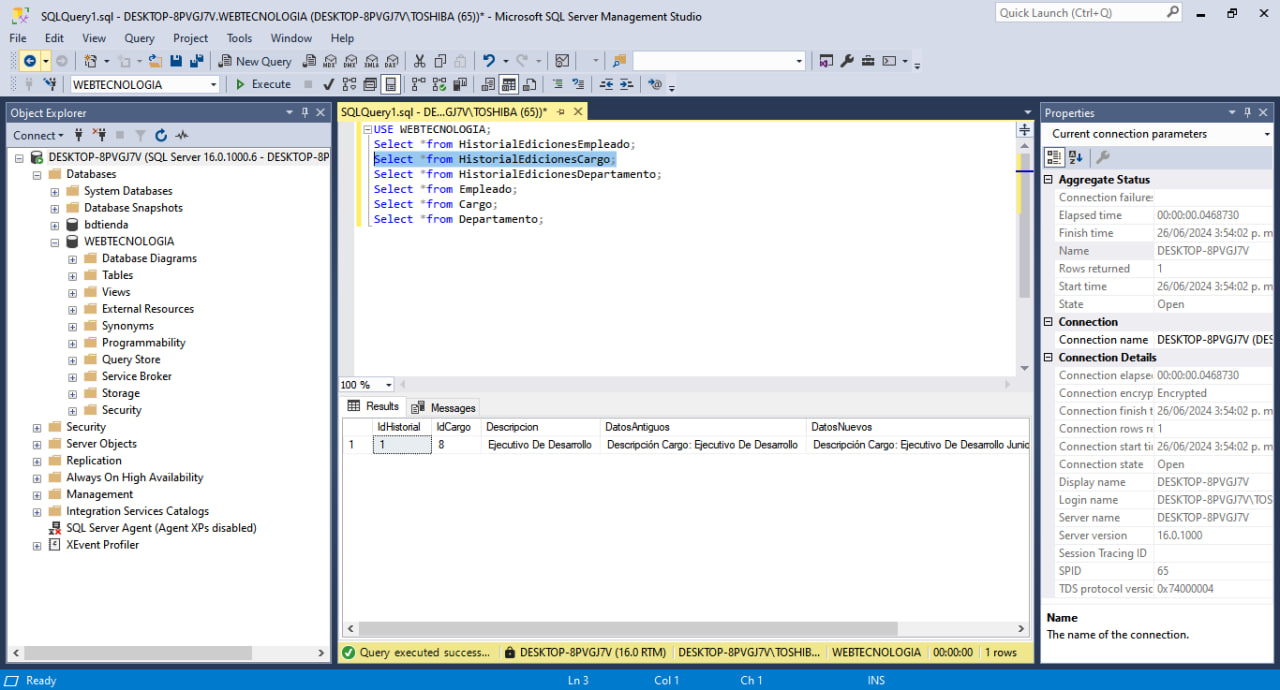 SQLQuery1.sql - DESKTOP-8PVGJ7V.WEBTECNOLOGIA (DESKTOP-8PVGJ7V\TOSHIBA (65))* - Microsoft SQL Server Management Studio
Quick Launch (Ctrl+Q)
File Edit View Query Project Tools Window Help
New Query
WEBTECNOLOGIA
Execute
Object Explorer
Connect
DESKTOP-8PVGJ7V (SQL Server 16.0.1000.6 - DESKTOP-8P
Databases
System Databases
Database Snapshots
bdtienda
WEBTECNOLOGIA
Database Diagrams
Tables
Views
External Resources
Synonyms
Programmability
Query Store
Service Broker
Storage
Security
Security
Server Objects
Replication
Always On High Availability
Management
Integration Services Catalogs
SQL Server Agent (Agent XPs disabled)
XEvent Profiler
SQLQuery1.sql - DE...GJ7V\TOSHIBA (65))*
USE WEBTECNOLOGIA;
Select *from HistorialEdicionesEmpleado;
Select *from HistorialEdicionesCargo;
Select *from HistorialEdicionesDepartamento;
Select *from Empleado;
Select *from Cargo;
Select *from Departamento;
100 %
Results Messages
IdHistorial IdCargo Descripcion DatosAntiguos DatosNuevos
1 1 8 Ejecutivo De Desarrollo Descripción Cargo: Ejecutivo De Desarrollo Descripción Cargo: Ejecutivo De Desarrollo Junio
Query executed success... DESKTOP-8PVGJ7V (16.0 RTM) DESKTOP-8PVGJ7V\TOSHIB... WEBTECNOLOGIA 00:00:00 1 rows
Properties
Current connection parameters
Aggregate Status
Connection failures
Elapsed time 00:00:00.0468730
Finish time 26/06/2024 3:54:02 p. m
Name DESKTOP-8PVGJ7V
Rows returned 1
Start time 26/06/2024 3:54:02 p. m
State Open
Connection
Connection name DESKTOP-8PVGJ7V (DES
Connection Details
Connection elapse 00:00:00.0468730
Connection encryp Encrypted
Connection finish t 26/06/2024 3:54:02 p. m
Connection rows re 1
Connection start ti 26/06/2024 3:54:02 p. m
Connection state Open
Display name DESKTOP-8PVGJ7V
Login name DESKTOP-8PVGJ7V\TOS
Server name DESKTOP-8PVGJ7V
Server version 16.0.1000
Session Tracing ID
SPID 65
TDS protocol versic 0x74000004
Name
The name of the connection.
Ready Ln 3 Col 1 Ch 1 INS